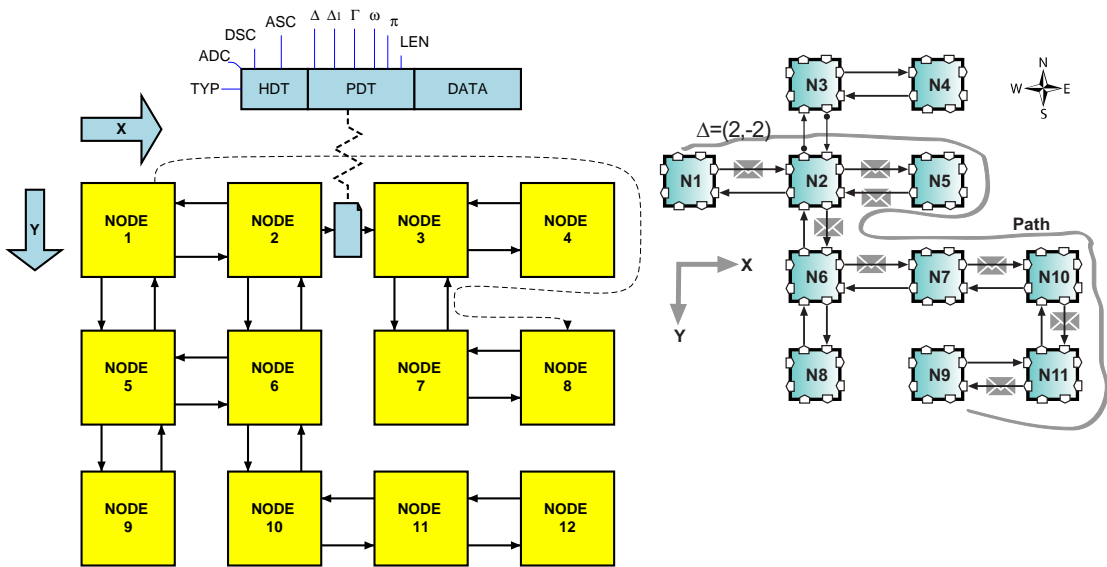 Δ Δ1 Γ ω π
ASC
DSC
LEN
ADC
TYP
HDT PDT DATA
X
Y
NODE
1
NODE
2
NODE
3
NODE
4
NODE
5
NODE
6
NODE
7
NODE
8
NODE
9
NODE
10
NODE
11
NODE
12
N
W E
S
N3 N4
Δ=(2,-2)
N1 N2 N5
Path
N6 N7 N10
X
Y
N8 N9 N11